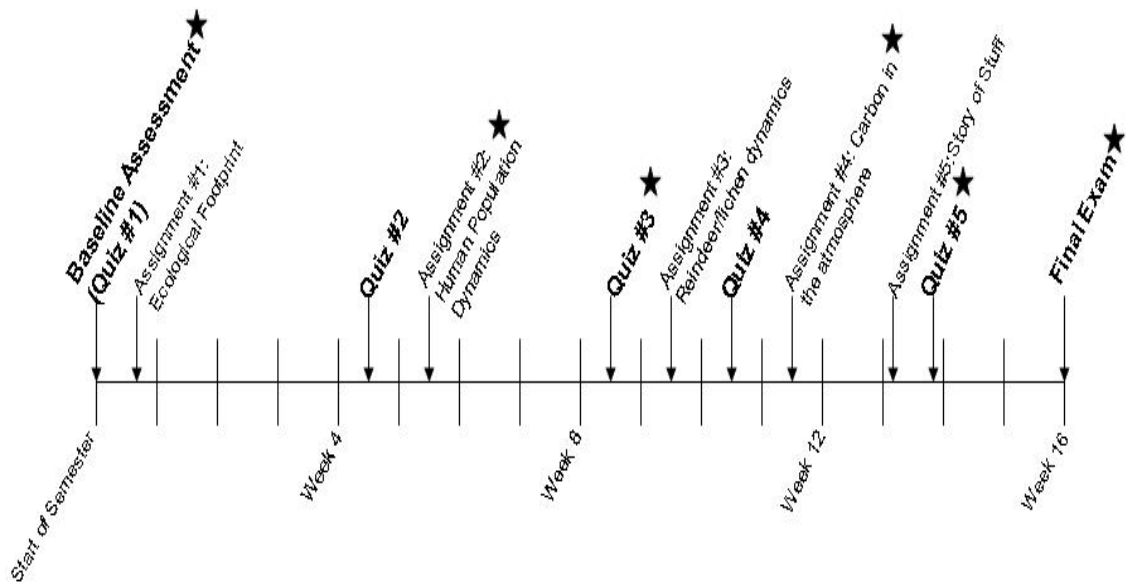 Baseline Assessment
(Quiz #1)
Assignment #1:
Ecological Footprint
Quiz #2
Assignment #2:
Human Population
Dynamics
Quiz #3
Assignment #3:
Reindeer/lichen dynamics
Quiz #4
Assignment #4: Carbon in
the atmosphere
Assignment #5:Story of Stuff
Quiz #5
Final Exam
Start of Semester
Week 4
Week 8
Week 12
Week 16